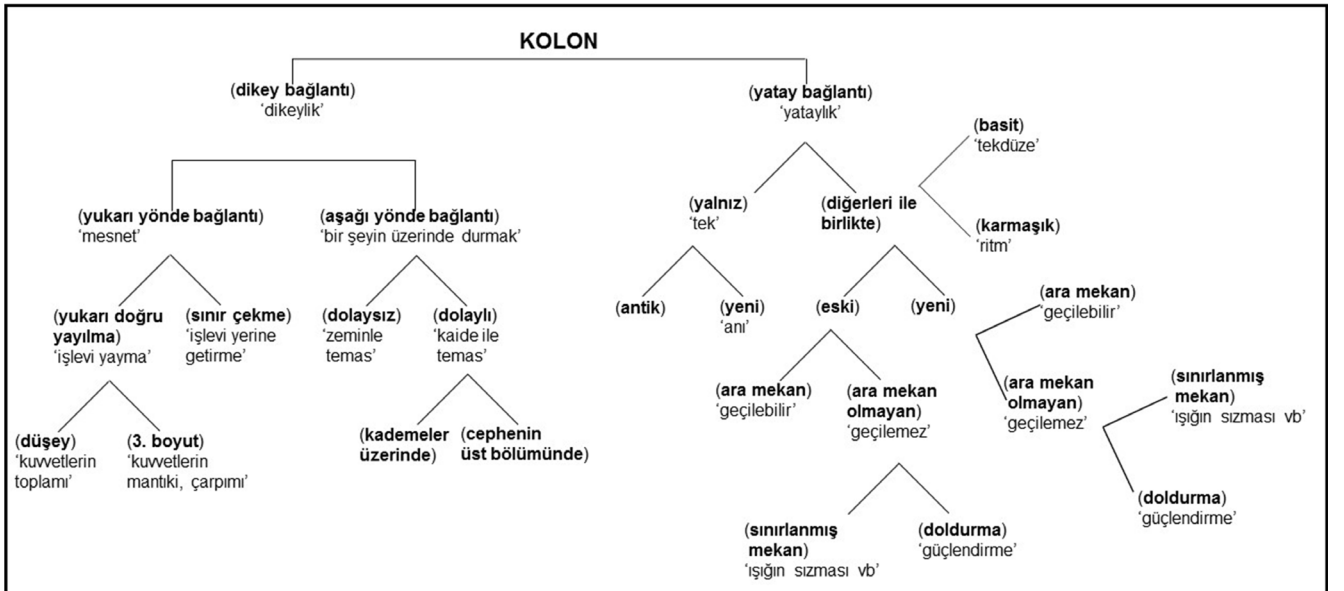 KOLON
(dikey bağlantı)
‘dikeylik’
(yatay bağlantı)
‘yataylık’
(basit)
‘tekdüze’
(karmaşık)
‘ritm’
(yukarı yönde bağlantı)
‘mesnet’
(aşağı yönde bağlantı)
‘bir şeyin üzerinde durmak’
(yalnız)
‘tek’
(diğerleri ile
birlikte)
(yukarı doğru
yayılma)
‘işlevi yayma’
(sınır çekme)
‘işlevi yerine
getirme’
(dolaysız)
‘zeminle
temas’
(dolaylı)
‘kaide ile
temas’
(antik)
(yeni)
‘anı’
(eski)
(yeni)
(ara mekan)
‘geçilebilir’
(ara mekan
olmayan)
‘geçilemez’
(sınırlanmış
mekan)
‘ışığın sızması vb’
(doldurma)
‘güçlendirme’
(düşey)
‘kuvvetlerin
toplamı’
(3. boyut)
‘kuvvetlerin
mantıki, çarpımı’
(kademeler
üzerinde)
(cephenin
üst bölümünde)
(ara mekan)
‘geçilebilir’
(ara mekan
olmayan)
‘geçilemez’
(sınırlanmış
mekan)
‘ışığın sızması vb’
(doldurma)
‘güçlendirme’